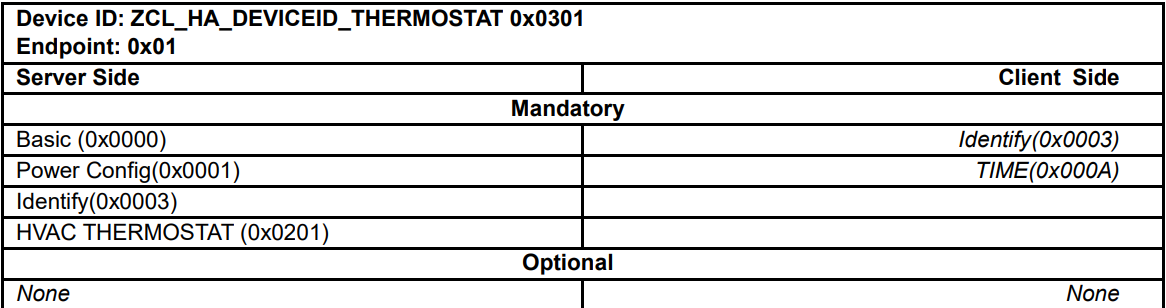 Device ID: ZCL_HA_DEVICEID_THERMOSTAT 0x0301
Endpoint: 0x01
Server Side Client Side
Mandatory
Basic (0x0000) Identify(0x0003)
Power Config(0x0001) TIME(0x000A)
Identify(0x0003)
HVAC THERMOSTAT (0x0201)
Optional
None None